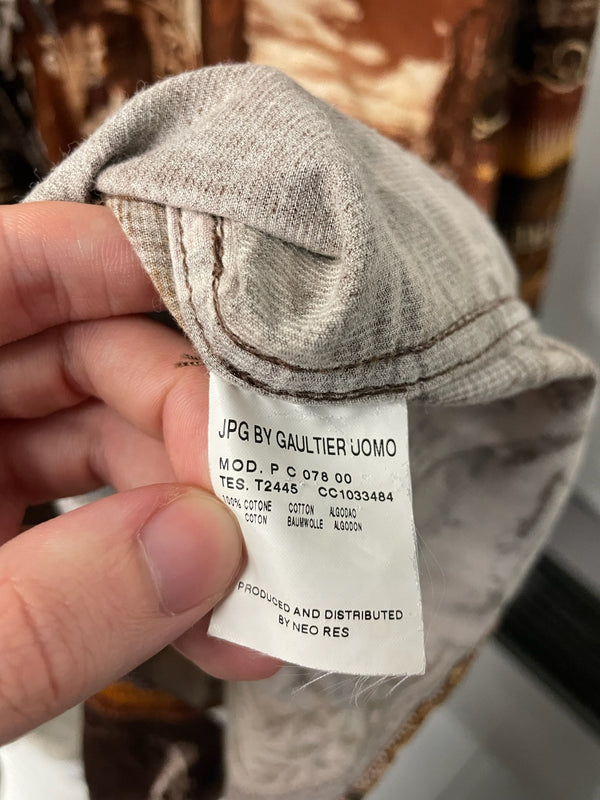 JPG BY GAULTIER UOMO
MOD. P C 078 00
TES. T2445 CC1033484
100% COTONE COTTON ALGODAO
COTON BAUMWOLLE ALGODON
PRODUCED AND DISTRIBUTED
BY NEO RES